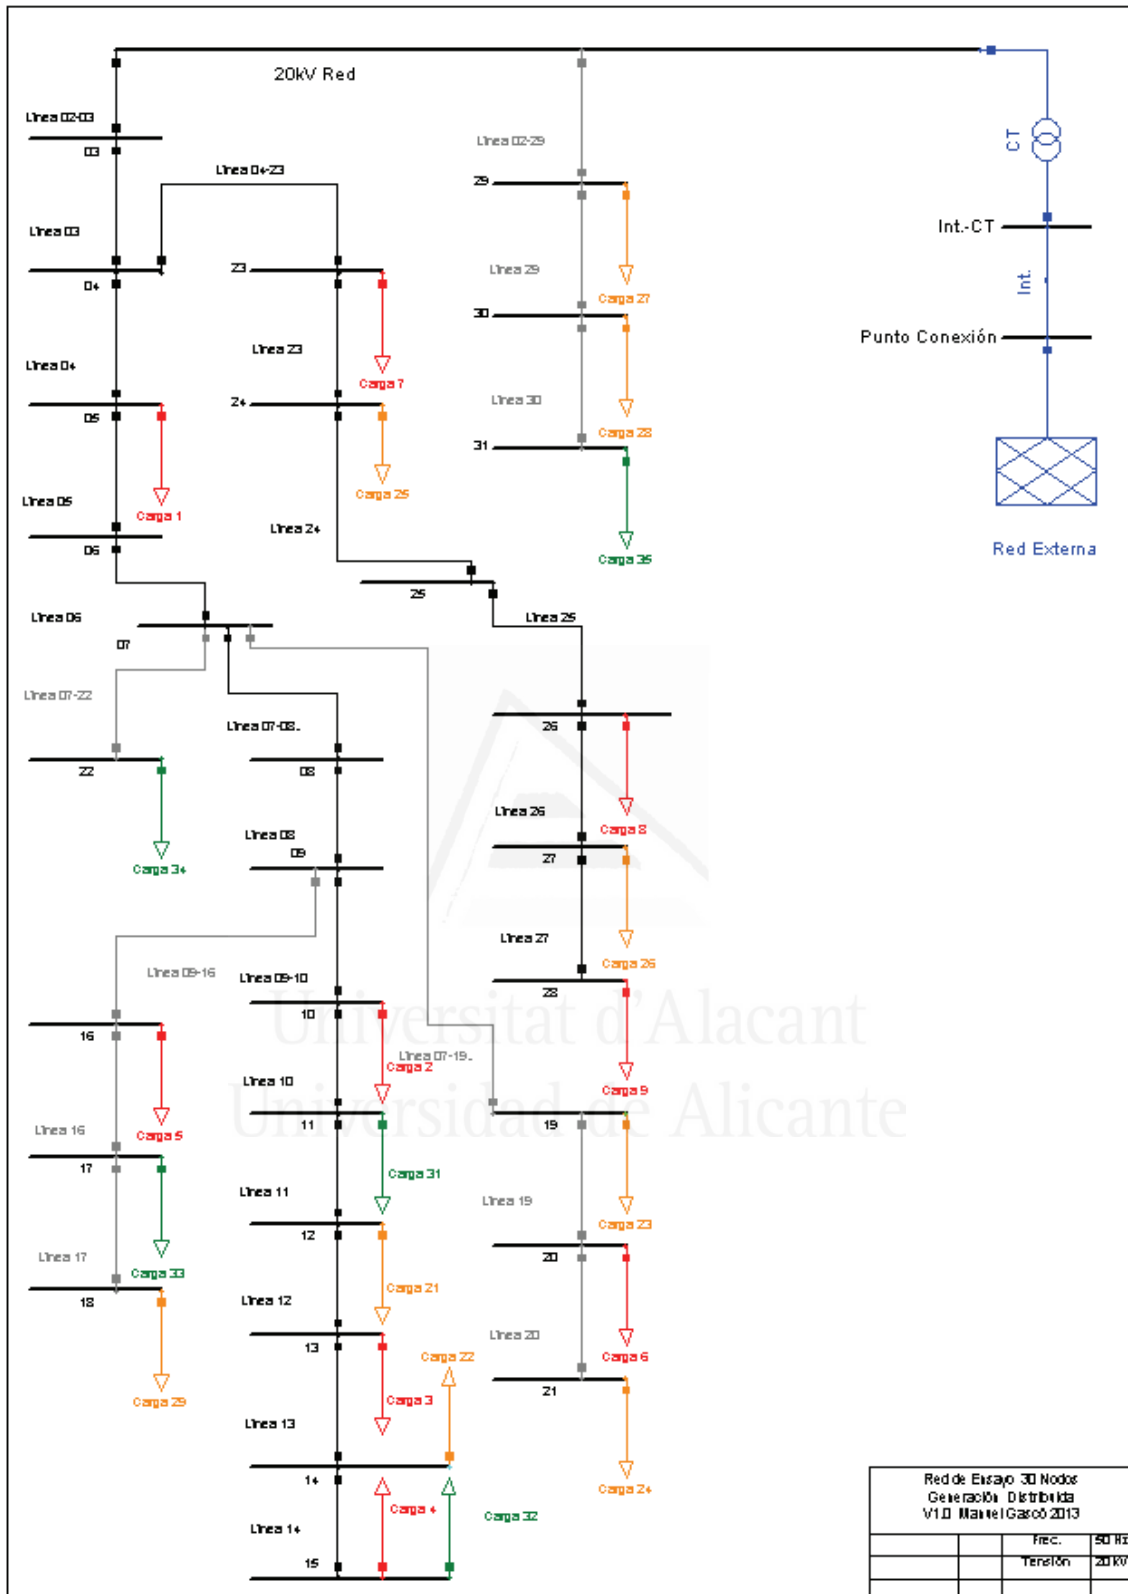 20kV Red
Línea 02-03
03
Línea 04-23
Línea 02-29
CT
29
Int.-CT
Línea 03
23
04
Línea 29
Carga 27
Int.
30
Punto Conexión
Línea 04
Línea 23
Carga 7
24
05
Línea 30
Carga 28
31
Carga 25
Línea 05
Carga 1
Línea 24
06
Carga 35
Red Externa
25
Línea 06
Línea 25
07
Línea 07-22
Línea 07-08.
26
22
08
Línea 26
Carga 8
Línea 08
09
27
Carga 34
Línea 27
Carga 26
Línea 09-16
Línea 09-10
28
10
16
Universitat d'Alacant
Línea 07-19.
Carga 2
Línea 10
Carga 9
Universidad de Alicante
11
19
Línea 16
Carga 5
17
Carga 31
Línea 11
Línea 19
Carga 23
12
20
Línea 17
Carga 33
Carga 21
18
Línea 12
Línea 20
13
Carga 22
Carga 6
21
Carga 29
Carga 3
Línea 13
14
Carga 24
Carga 4
Carga 32
Línea 14
15
Red de Ensayo 30 Nodos
Generación Distribuida
V1.0 Manuel Gascó 2013
Frec. 50 Hz
Tensión 20 kV